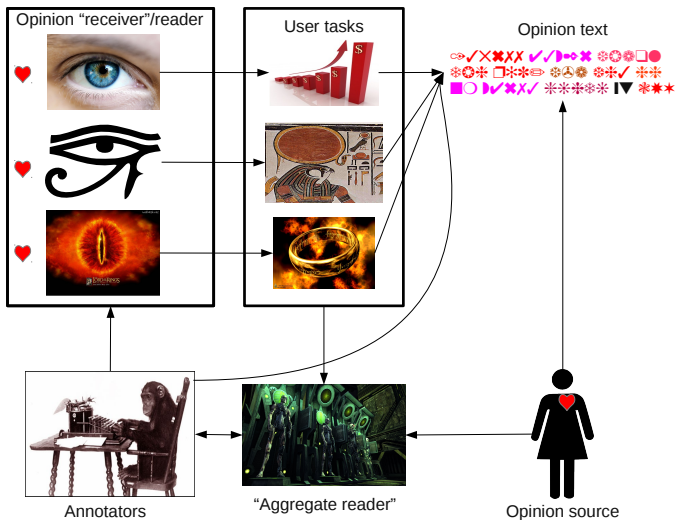 Opinion “receiver”/reader
User tasks
Opinion text
$
$
Annotators
“Aggregate reader”
Opinion source